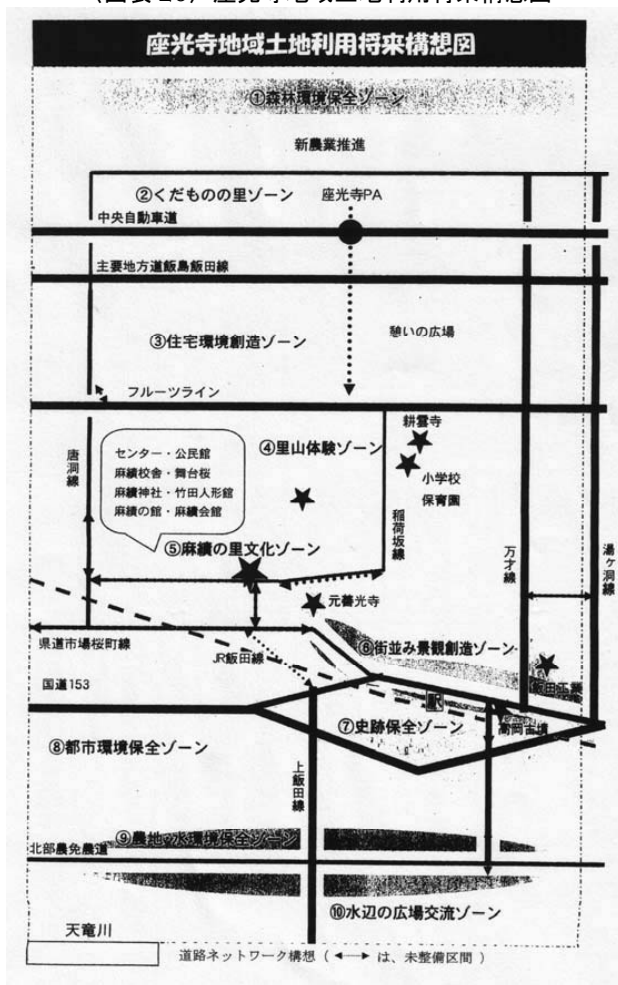 座光寺地域土地利用将来構想図
①森林環境保全ゾーン
新農業推進
②くだものの里ゾーン
座光寺PA
中央自動車道
主要地方道飯島飯田線
③住宅環境創造ゾーン
憩いの広場
フルーツライン
耕雲寺
④里山体験ゾーン
小学校
保育園
唐洞線
センター・公民館
麻績校舎・舞台桜
麻績神社・竹田人形館
麻績の館・麻績会館
稲荷坂線
万才線
湯ヶ洞線
⑤麻績の里文化ゾーン
元善光寺
県道市場桜町線
⑥街並み景観創造ゾーン
JR飯田線
飯田工業
国道153
駅
⑦史跡保全ゾーン
高岡古墳
⑧都市環境保全ゾーン
上飯田線
⑨農地・水環境保全ゾーン
北部農免農道
⑩水辺の広場交流ゾーン
天竜川
道路ネットワーク構想(◄─►は、未整備区間)